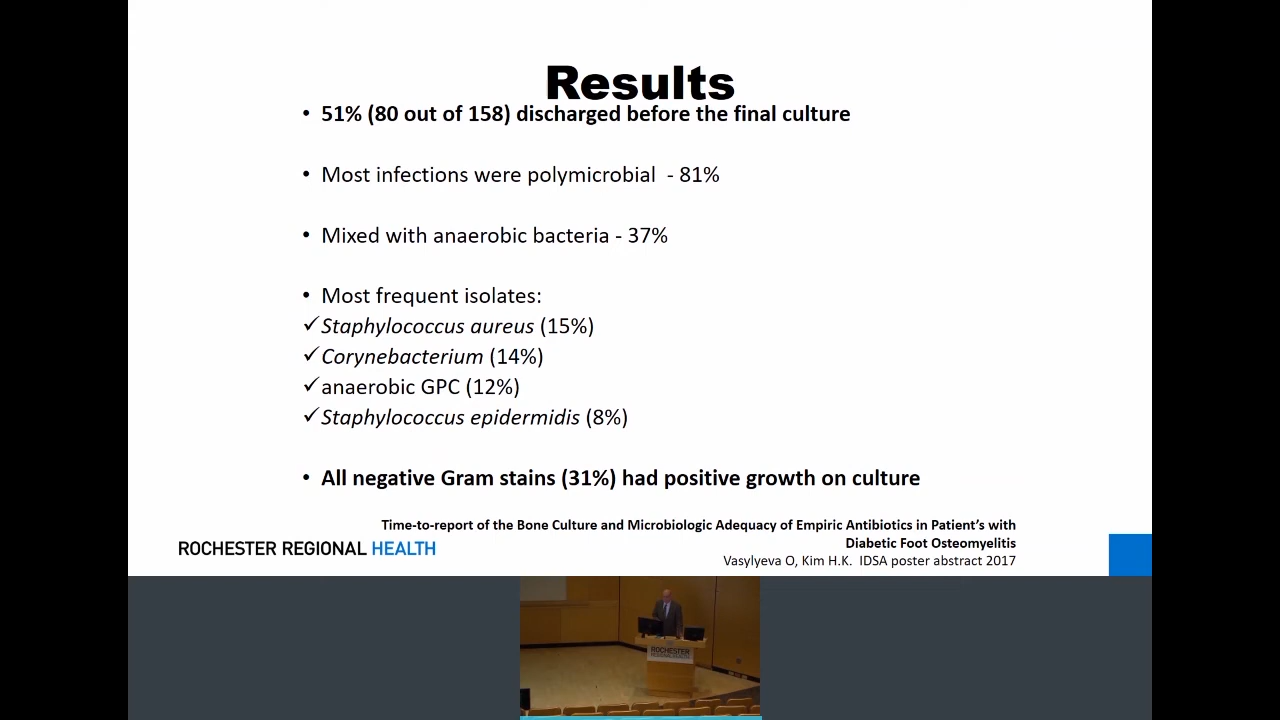 Results
• 51% (80 out of 158) discharged before the final culture
• Most infections were polymicrobial - 81%
• Mixed with anaerobic bacteria - 37%
• Most frequent isolates:
✓Staphylococcus aureus (15%)
✓Corynebacterium (14%)
✓anaerobic GPC (12%)
✓Staphylococcus epidermidis (8%)
• All negative Gram stains (31%) had positive growth on culture
Time-to-report of the Bone Culture and Microbiologic Adequacy of Empiric Antibiotics in Patient’s with
Diabetic Foot Osteomyelitis
Vasylyeva O, Kim H.K. IDSA poster abstract 2017
ROCHESTER REGIONAL HEALTH
ROCHESTER
REGIONAL HEALTH